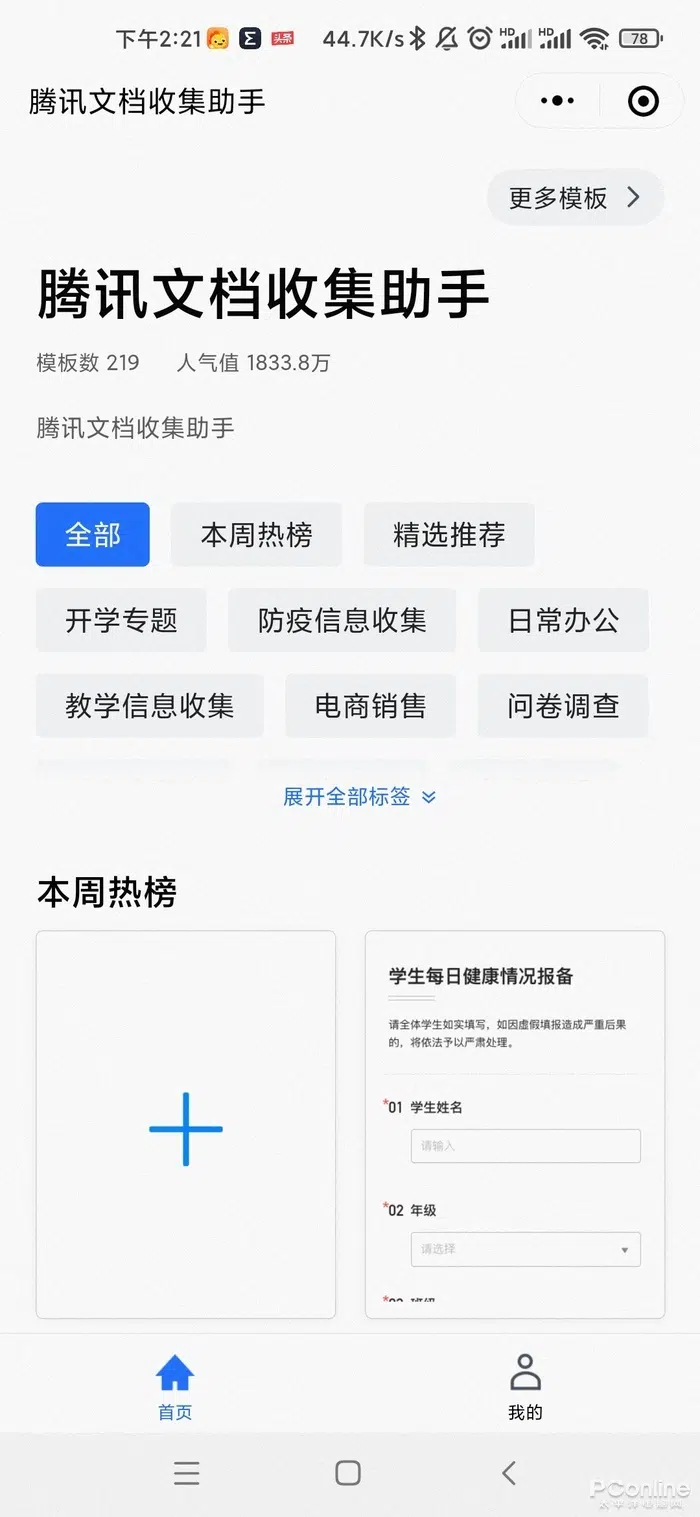 下午2:21 头条 44.7K/s HD HD 78
腾讯文档收集助手
更多模板
腾讯文档收集助手
模板数 219 人气值 1833.8万
腾讯文档收集助手
全部 本周热榜 精选推荐
开学专题 防疫信息收集 日常办公
教学信息收集 电商销售 问卷调查
展开全部标签
本周热榜
学生每日健康情况报备
请全体学生如实填写，如因虚假填报造成严重后果
的，将依法予以严肃处理。
*01 学生姓名
请输入
*02 年级
请选择
首页 我的
PConline
太平洋电脑网